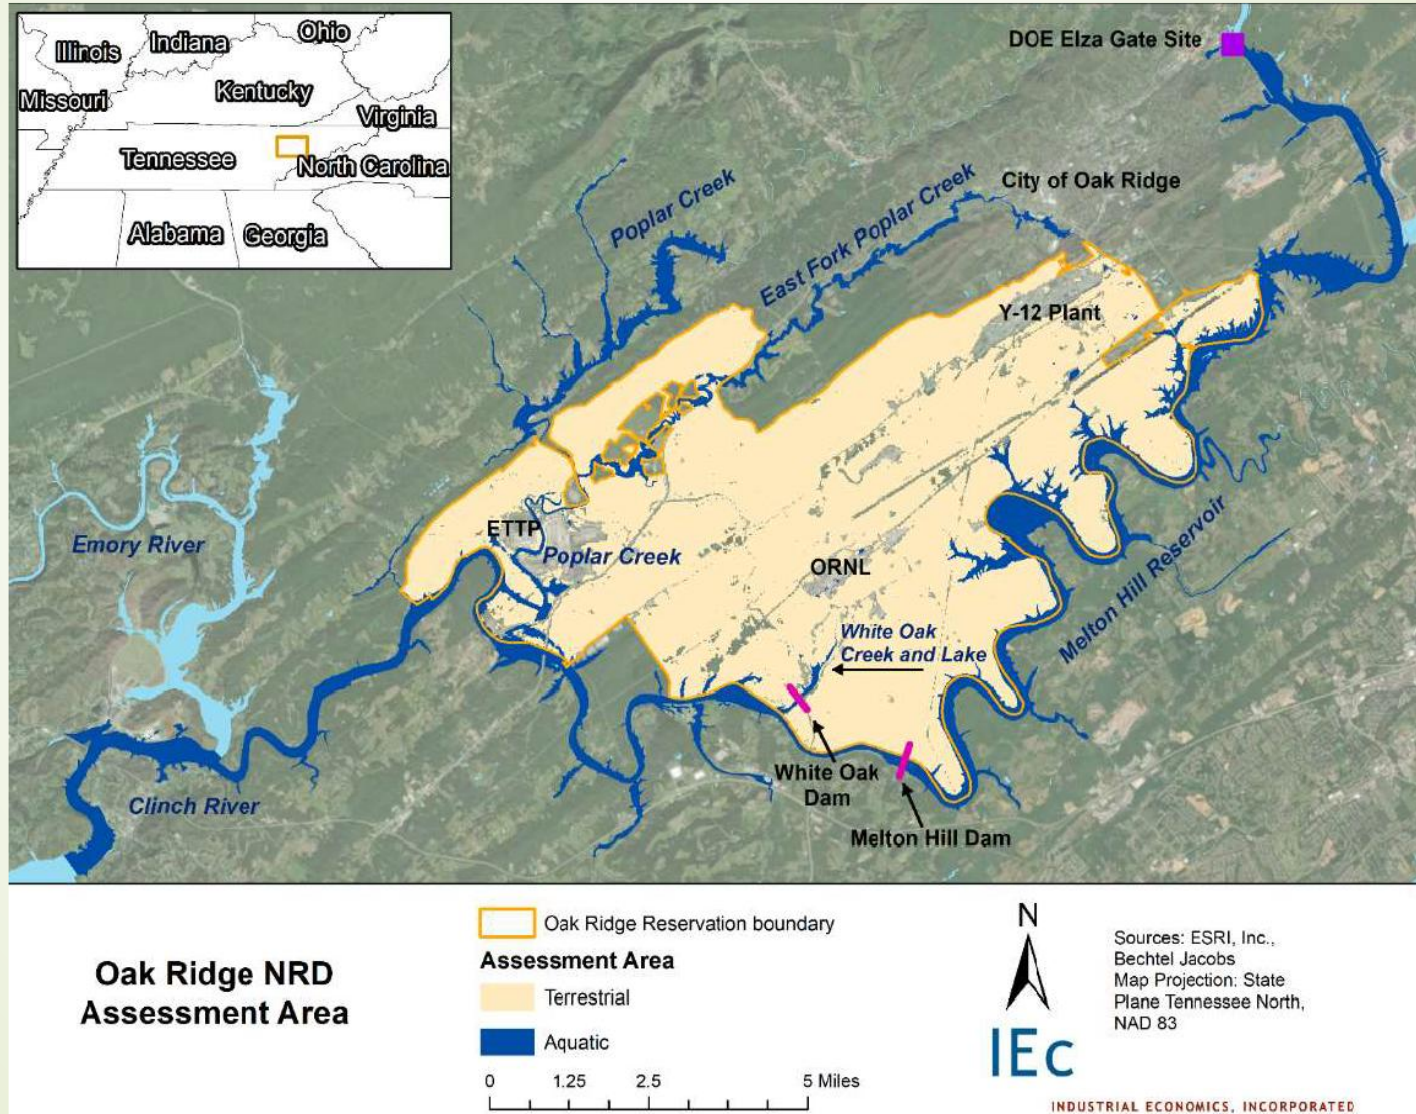 Illinois
Indiana
Ohio
Missouri
Kentucky
Virginia
Tennessee
North Carolina
Alabama
Georgia
DOE Elza Gate Site
City of Oak Ridge
Poplar Creek
East Fork Poplar Creek
Y-12 Plant
Emory River
ETTP
Poplar Creek
ORNL
White Oak
Creek and Lake
Melton Hill Reservoir
White Oak
Dam
Melton Hill Dam
Clinch River
Oak Ridge NRD
Assessment Area
Oak Ridge Reservation boundary
Assessment Area
Terrestrial
Aquatic
0 1.25 2.5 5 Miles
N
IEc
INDUSTRIAL ECONOMICS, INCORPORATED
Sources: ESRI, Inc.,
Bechtel Jacobs
Map Projection: State
Plane Tennessee North,
NAD 83